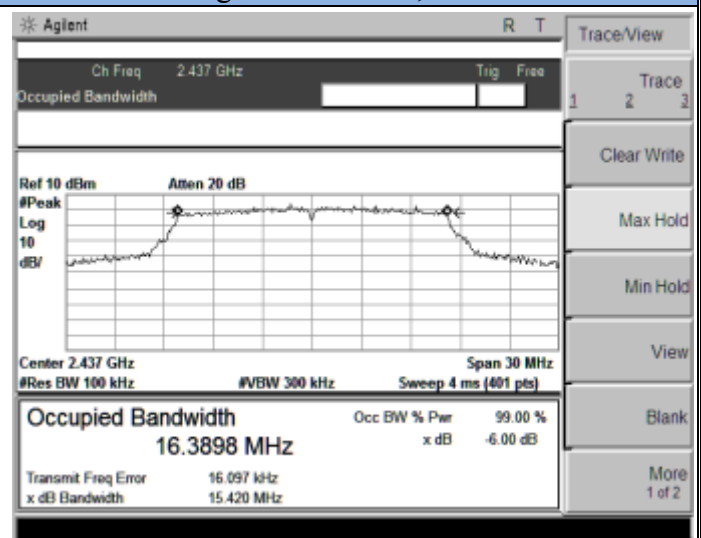 Agilent R T
Trace/View
Ch Freq 2.437 GHz Trig Free
Occupied Bandwidth
Trace
1 2 3
Clear Write
Ref 10 dBm Atten 20 dB
#Peak
Log
10
dB/
Max Hold
Min Hold
View
Center 2.437 GHz Span 30 MHz
#Res BW 100 kHz #VBW 300 kHz Sweep 4 ms (401 pts)
Occupied Bandwidth Occ BW % Pwr 99.00 %
16.3898 MHz x dB -6.00 dB
Blank
Transmit Freq Error 16.097 kHz
x dB Bandwidth 15.420 MHz
More
1 of 2